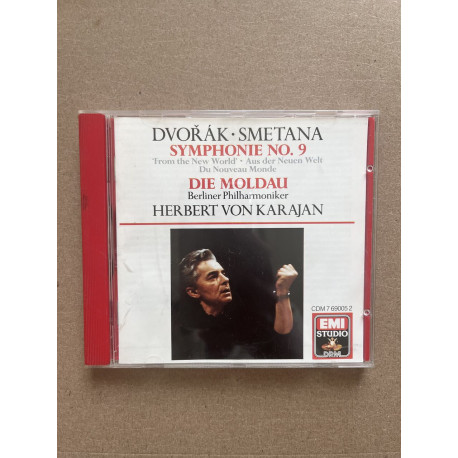 DVOŘÁK · SMETANA
SYMPHONIE NO. 9
'From the New World' · Aus der Neuen Welt
Du Nouveau Monde
DIE MOLDAU
Berliner Philharmoniker
HERBERT VON KARAJAN
CDM 7 69005 2
EMI
STUDIO
DRM